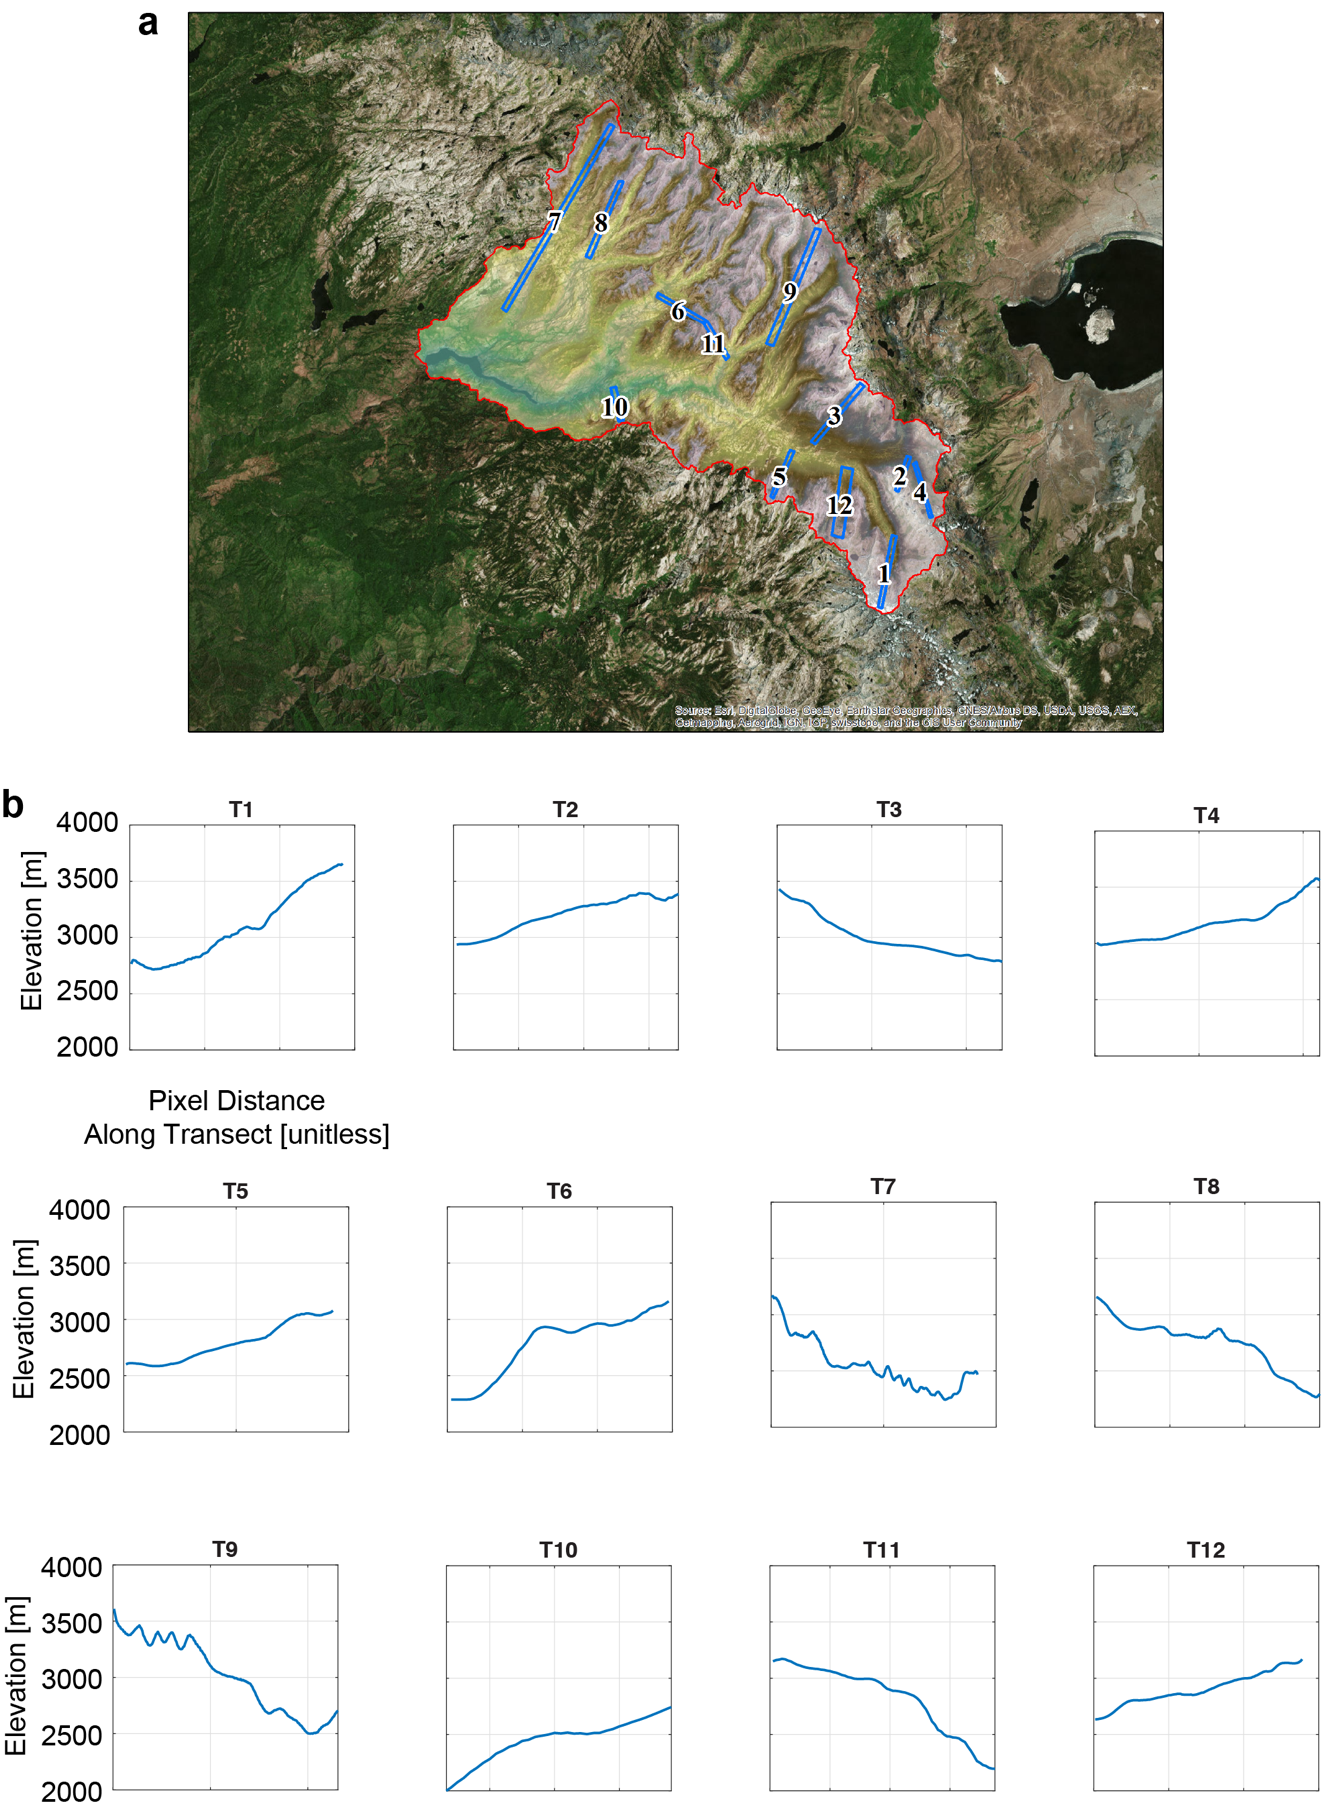 a
7
8
9
6
11
10
3
5
2
4
12
1
Source: Esri, DigitalGlobe, GeoEye, Earthstar Geographics, CNES/Airbus DS, USDA, USGS, AEX,
Getmapping, Aerogrid, IGN, IGP, swisstopo, and the GIS User Community
b
T1 T2 T3 T4
Elevation [m]
4000
3500
3000
2500
2000
Pixel Distance
Along Transect [unitless]
T5 T6 T7 T8
Elevation [m]
4000
3500
3000
2500
2000
T9 T10 T11 T12
Elevation [m]
4000
3500
3000
2500
2000